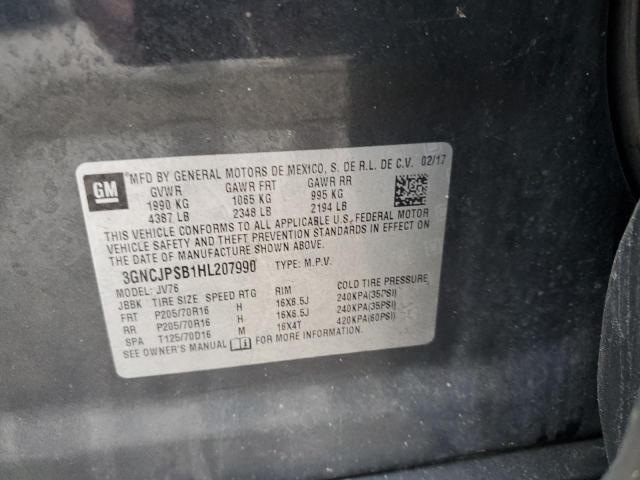 GM
MFD BY GENERAL MOTORS DE MEXICO, S. DE R.L. DE C.V. 02/17
GVWR GAWR FRT GAWR RR
1990 KG 1065 KG 995 KG
4387 LB 2348 LB 2194 LB
THIS VEHICLE CONFORMS TO ALL APPLICABLE U.S. FEDERAL MOTOR
VEHICLE SAFETY AND THEFT PREVENTION STANDARDS IN EFFECT ON
THE DATE OF MANUFACTURE SHOWN ABOVE.
3GNCJPSB1HL207990 TYPE: M.P.V.
MODEL: JV76
JBBK TIRE SIZE SPEED RTG RIM COLD TIRE PRESSURE
FRT P205/70R16 H 16X6.5J 240KPA(35PSI)
RR P205/70R16 H 16X6.5J 240KPA(35PSI)
SPA T125/70D16 M 16X4T 420KPA(60PSI)
SEE OWNER'S MANUAL FOR MORE INFORMATION.